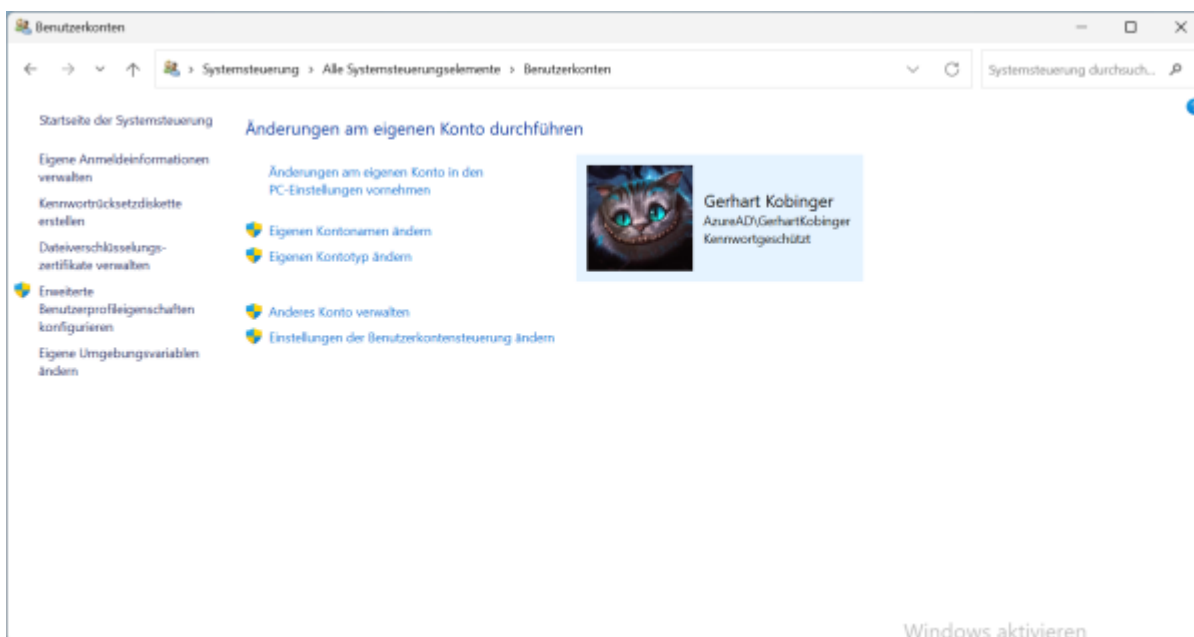 Benutzerkonten
Systemsteuerung › Alle Systemsteuerungselemente › Benutzerkonten
Systemsteuerung durchsuch...
Startseite der Systemsteuerung
Eigene Anmeldeinformationen
verwalten
Kennwortrücksetzdiskette
erstellen
Dateiverschlüsselungs-
zertifikate verwalten
Erweiterte
Benutzerprofileigenschaften
konfigurieren
Eigene Umgebungsvariablen
ändern
Änderungen am eigenen Konto durchführen
Änderungen am eigenen Konto in den
PC-Einstellungen vornehmen
Eigenen Kontonamen ändern
Eigenen Kontotyp ändern
Anderes Konto verwalten
Einstellungen der Benutzerkontensteuerung ändern
Gerhart Kobinger
AzureAD\GerhartKobinger
Kennwortgeschützt
Windows aktivieren